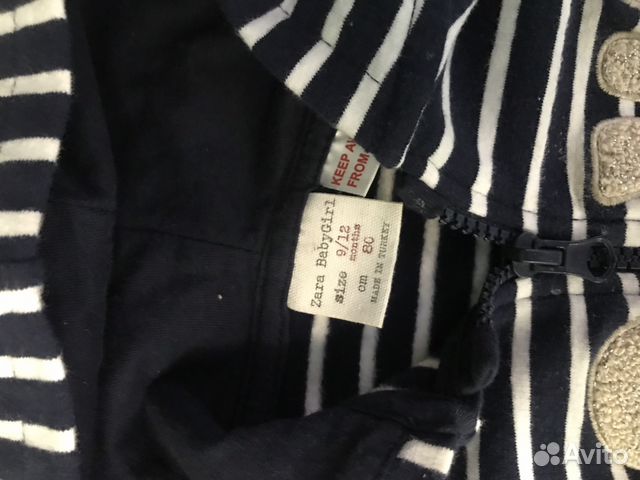 KEEP AW
FROM
Zara BabyGirl
size 9/12
months
cm 80
MADE IN TURKEY
Avito